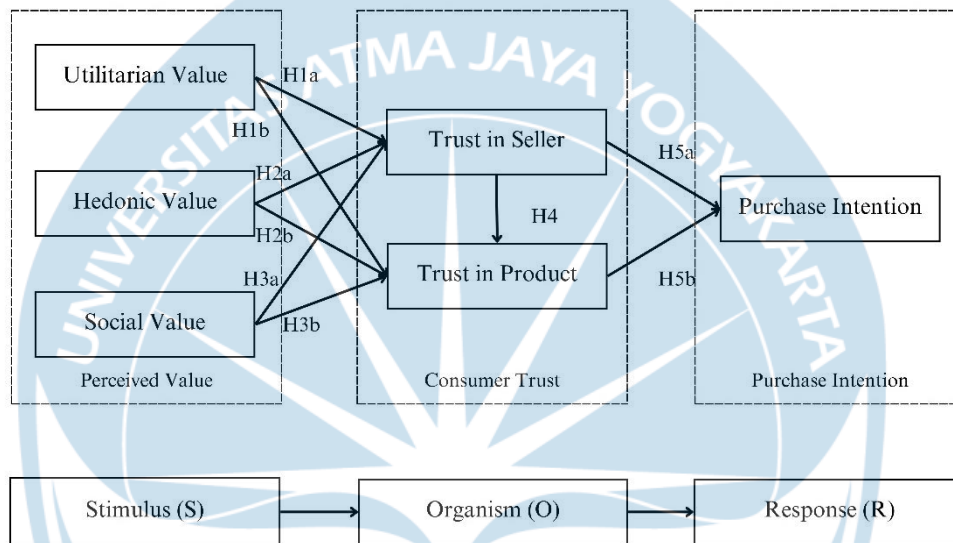 UNIVERSITAS ATMA JAYA YOGYAKARTA
Utilitarian Value
H1a
H1b
Trust in Seller
H5a
Hedonic Value
H2a
H2b
H4
Purchase Intention
Trust in Product
H3a
H5b
Social Value
H3b
Perceived Value
Consumer Trust
Purchase Intention
Stimulus (S)
Organism (O)
Response (R)